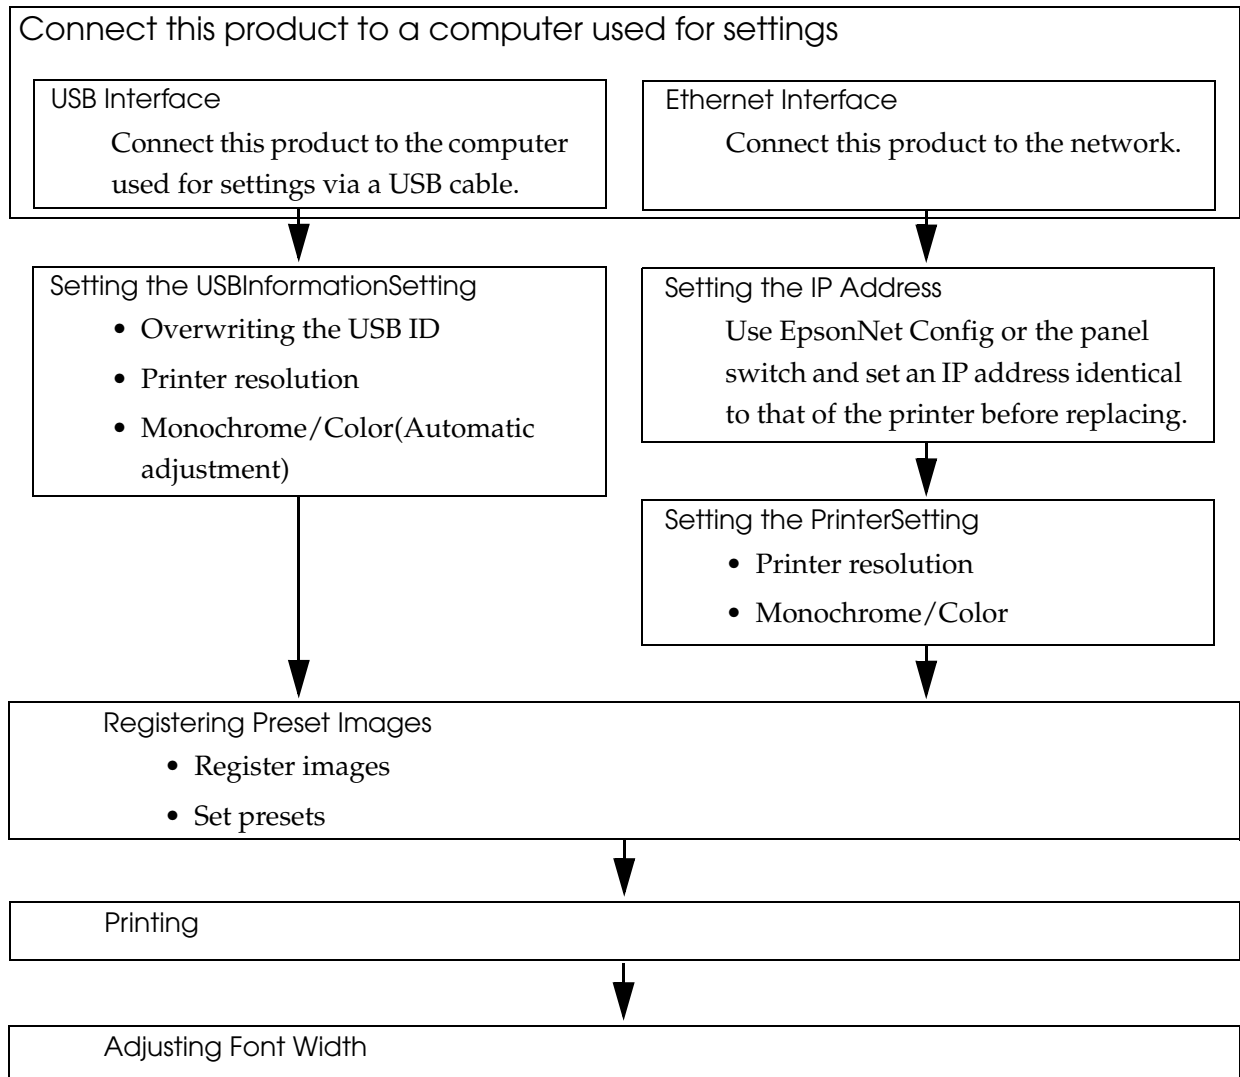 Connect this product to a computer used for settings
USB Interface
Connect this product to the computer
used for settings via a USB cable.
Ethernet Interface
Connect this product to the network.
Setting the USBInformationSetting
• Overwriting the USB ID
• Printer resolution
• Monochrome/Color(Automatic
adjustment)
Setting the IP Address
Use EpsonNet Config or the panel
switch and set an IP address identical
to that of the printer before replacing.
Setting the PrinterSetting
• Printer resolution
• Monochrome/Color
Registering Preset Images
• Register images
• Set presets
Printing
Adjusting Font Width